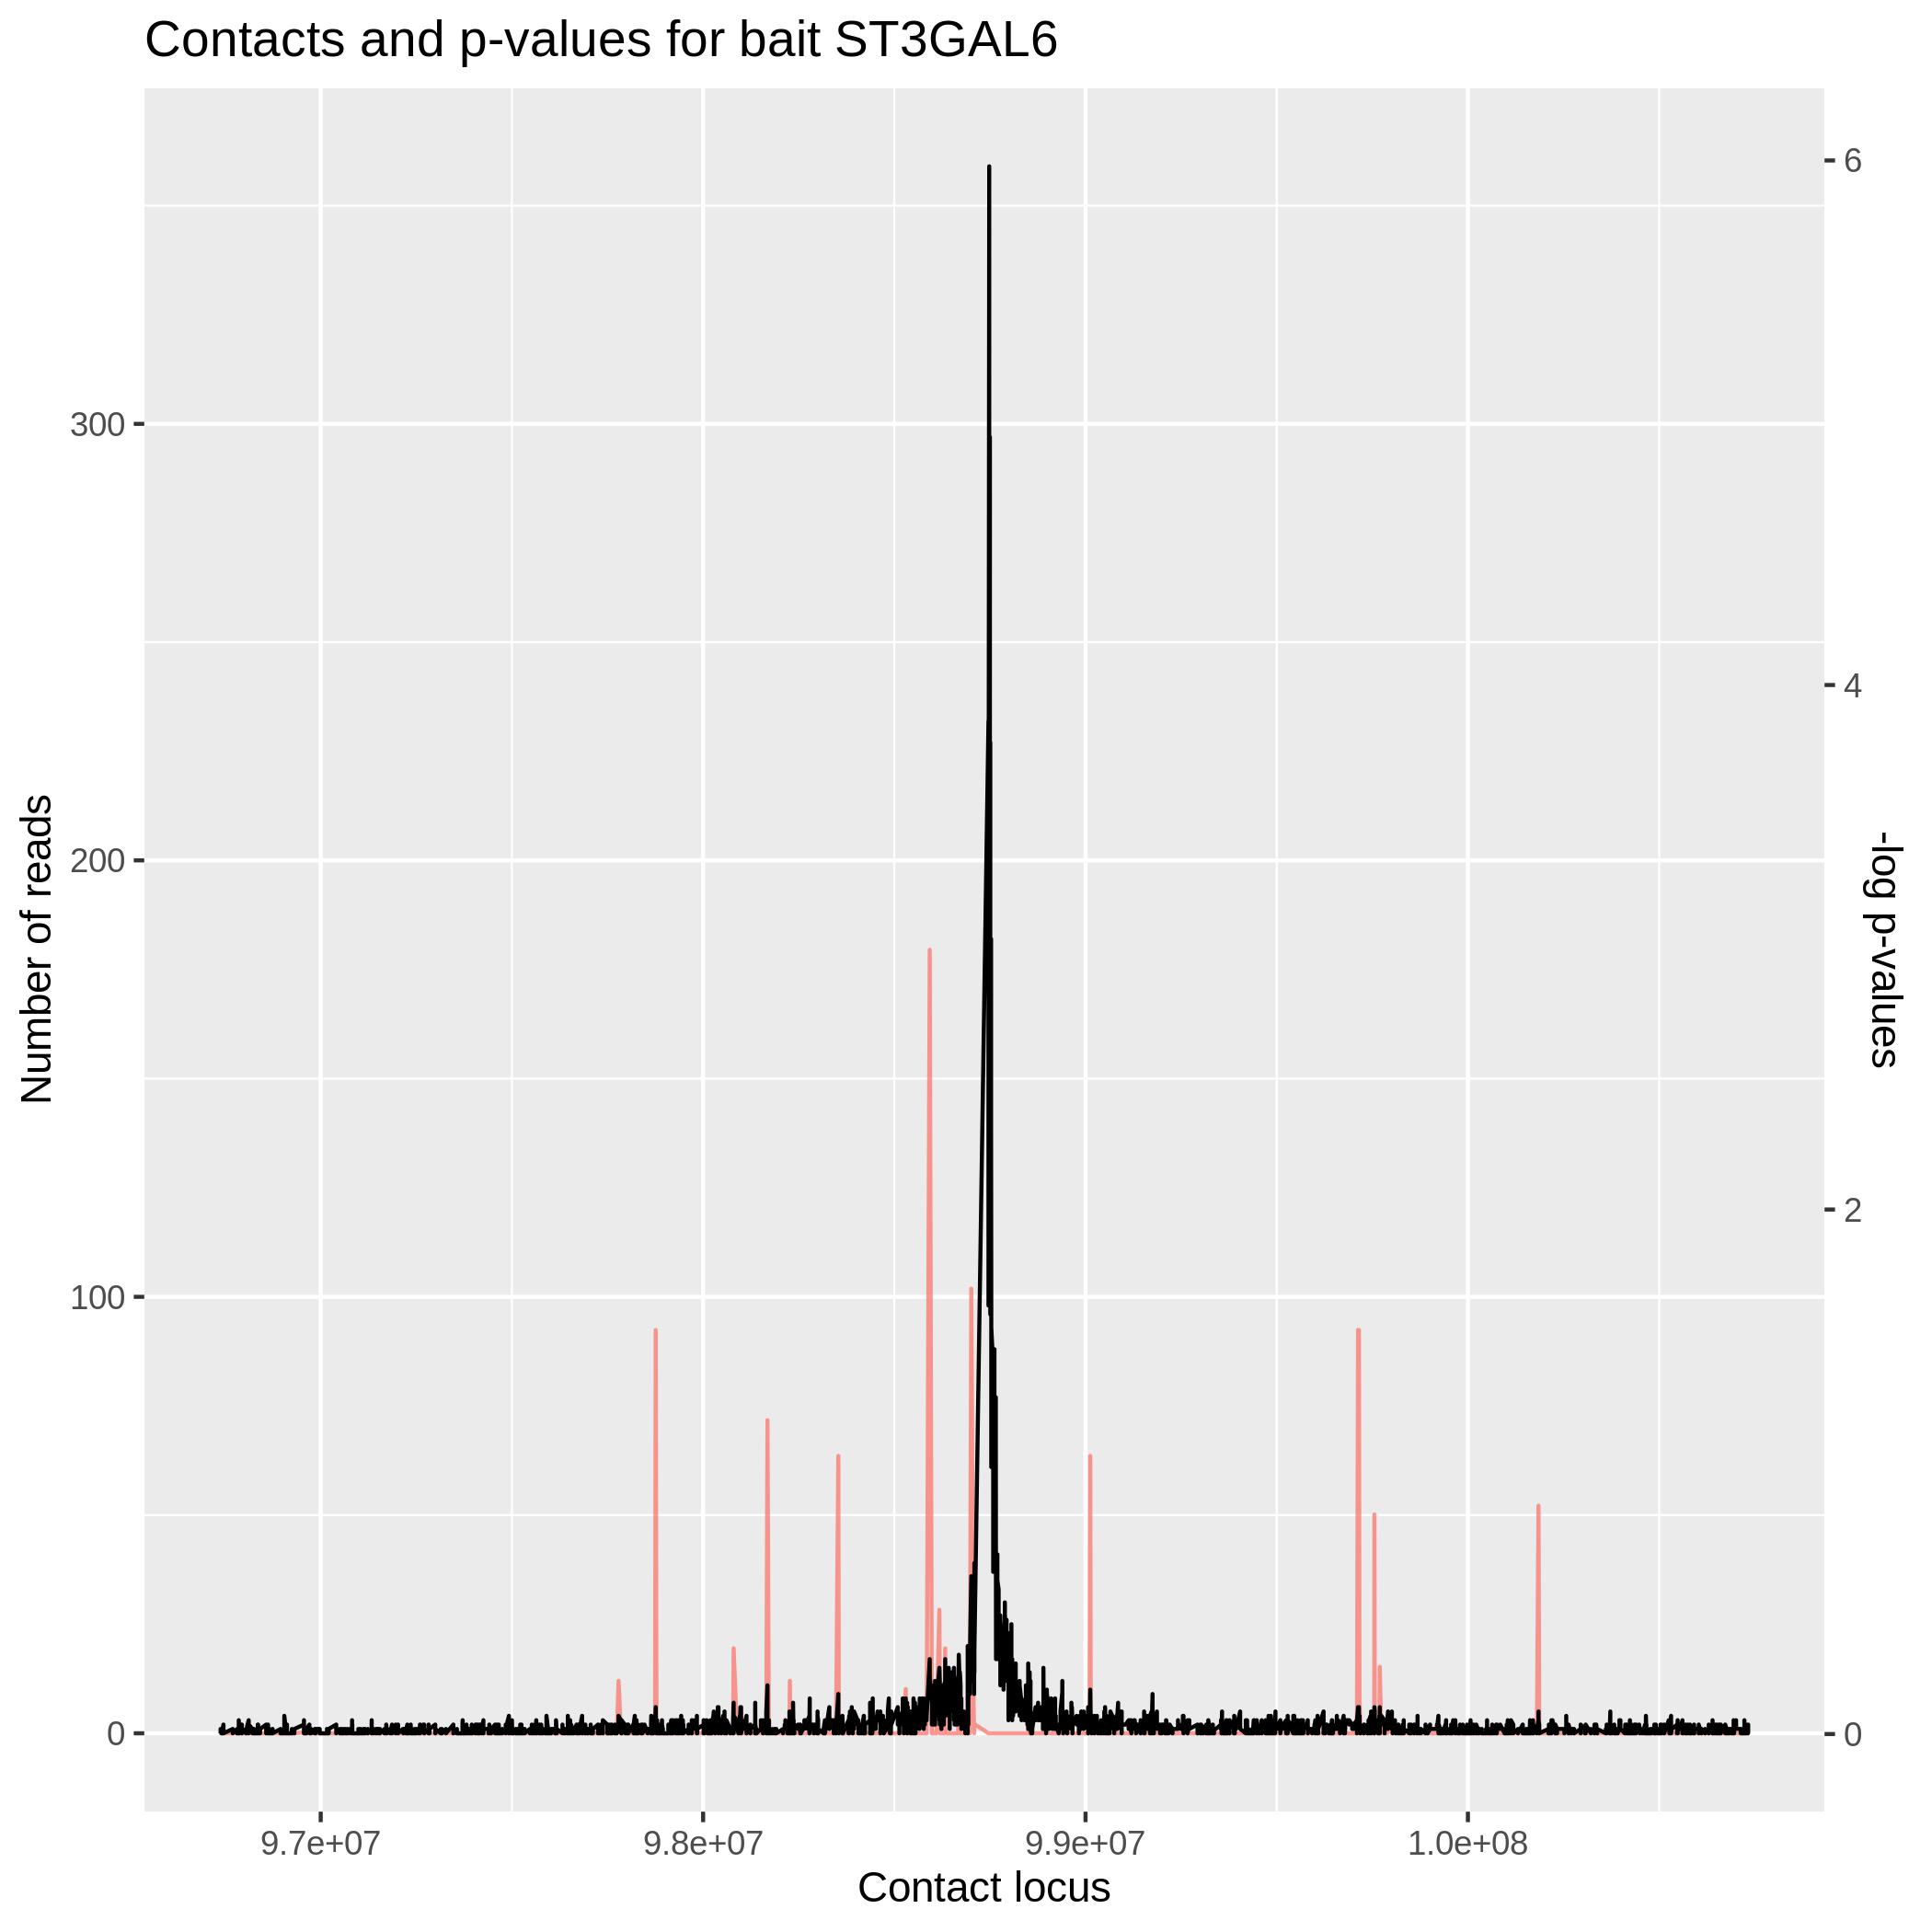 Contacts and p-values for bait ST3GAL6
Number of reads
300
200
100
0
6
4
2
0
-log p-values
9.7e+07
9.8e+07
9.9e+07
1.0e+08
Contact locus